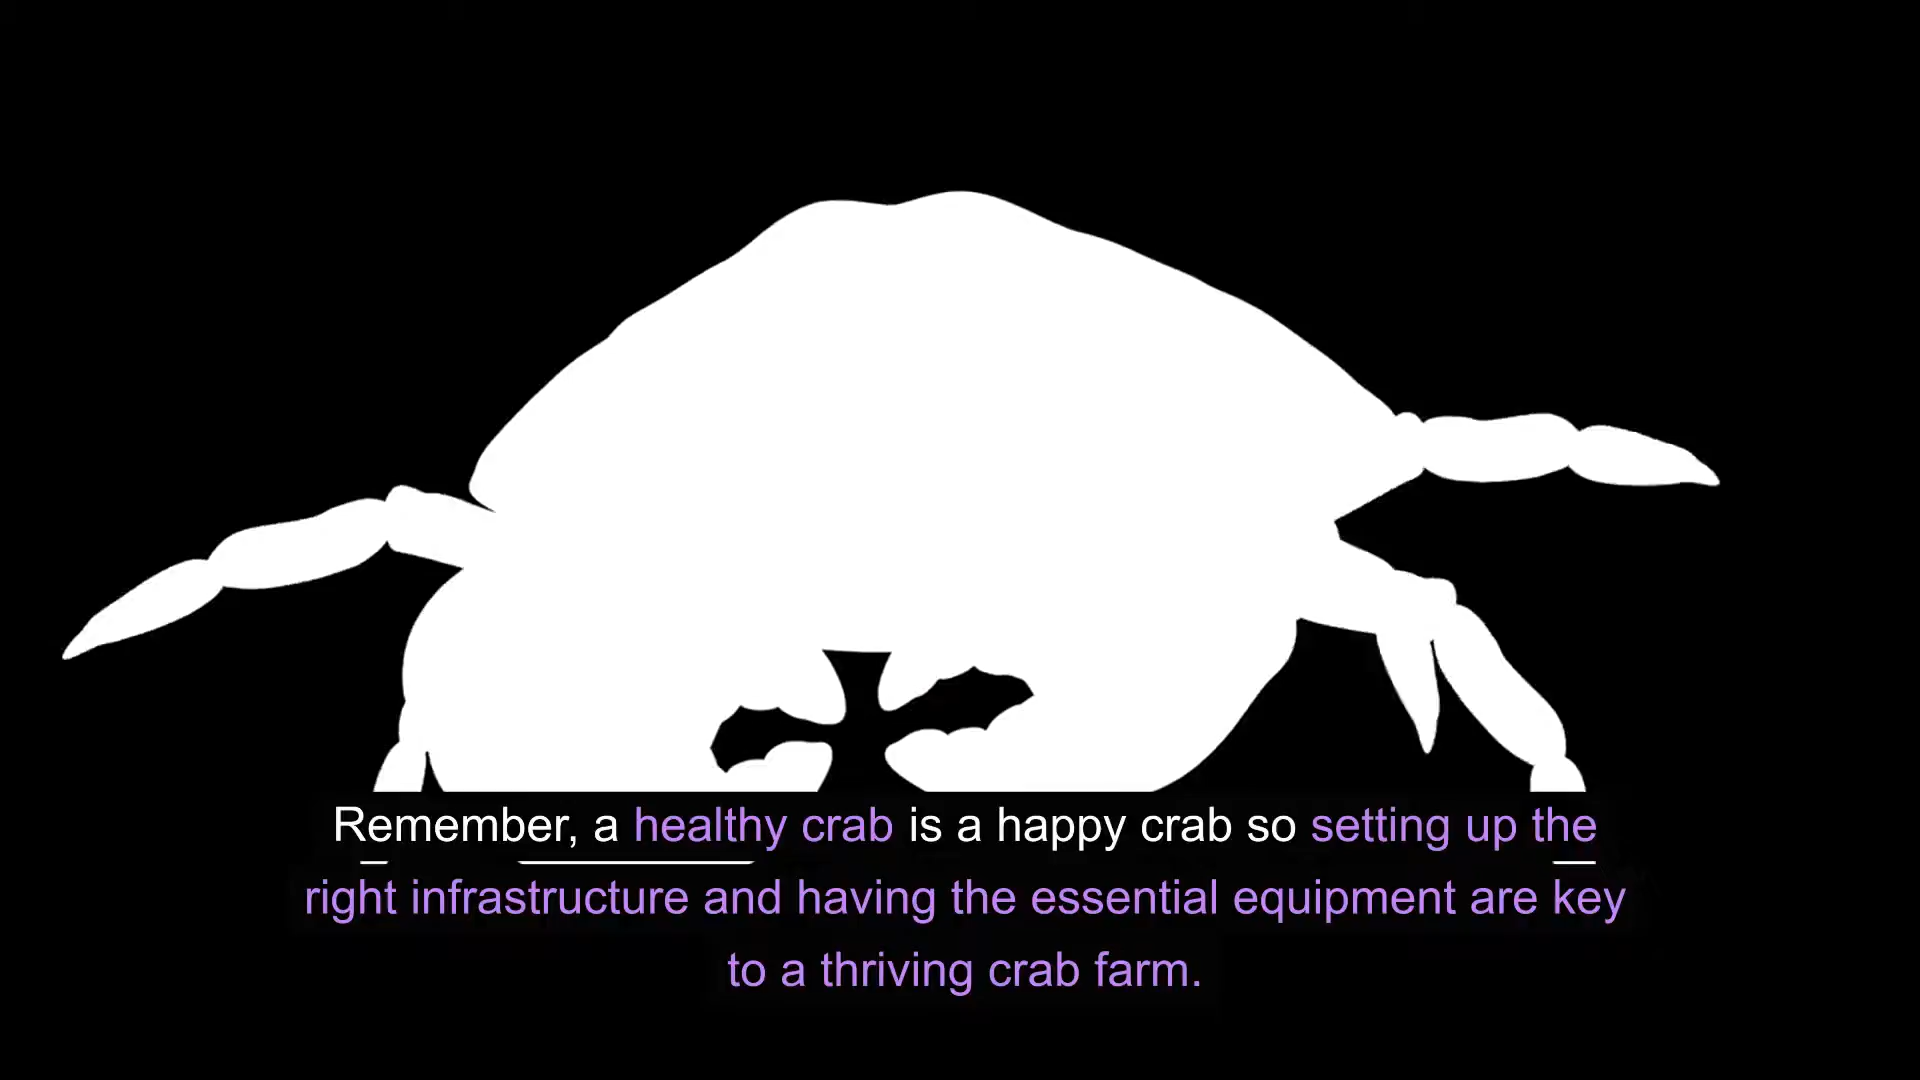 Remember, a healthy crab is a happy crab so setting up the
right infrastructure and having the essential equipment are key
to a thriving crab farm.